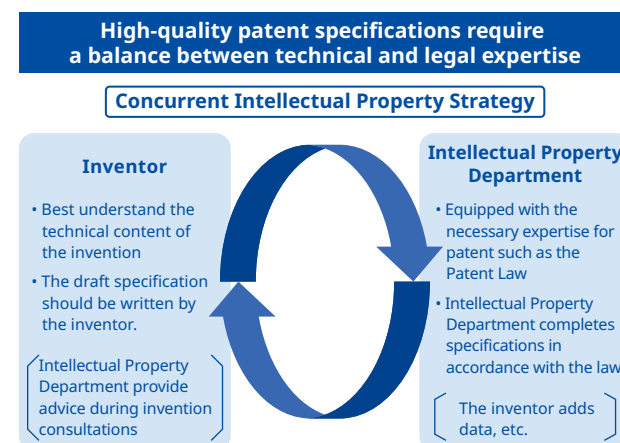 High-quality patent specifications require
a balance between technical and legal expertise
Concurrent Intellectual Property Strategy
Inventor
• Best understand the
technical content of
the invention
• The draft specification
should be written by
the inventor.
Intellectual Property
Department provide
advice during invention
consultations
Intellectual Property
Department
• Equipped with the
necessary expertise for
patent such as the
Patent Law
• Intellectual Property
Department completes
specifications in
accordance with the law
The inventor adds
data, etc.